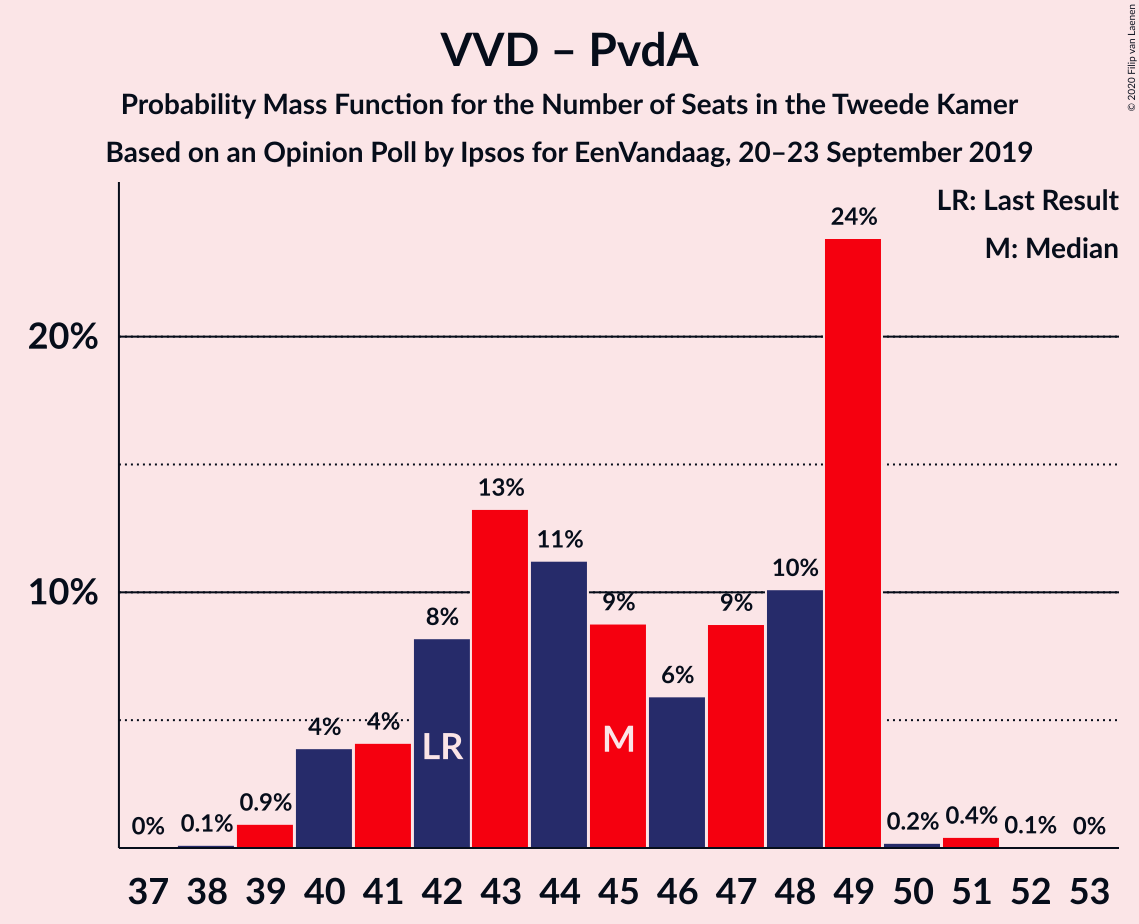 VVD – PvdA
Probability Mass Function for the Number of Seats in the Tweede Kamer
Based on an Opinion Poll by Ipsos for EenVandaag, 20–23 September 2019
© 2020 Filip van Laenen
LR: Last Result
M: Median
20%
10%
0% 0.1% 0.9% 4% 4% 8% 13% 11% 9% 6% 9% 10% 24% 0.2% 0.4% 0.1% 0%
LR M
37 38 39 40 41 42 43 44 45 46 47 48 49 50 51 52 53